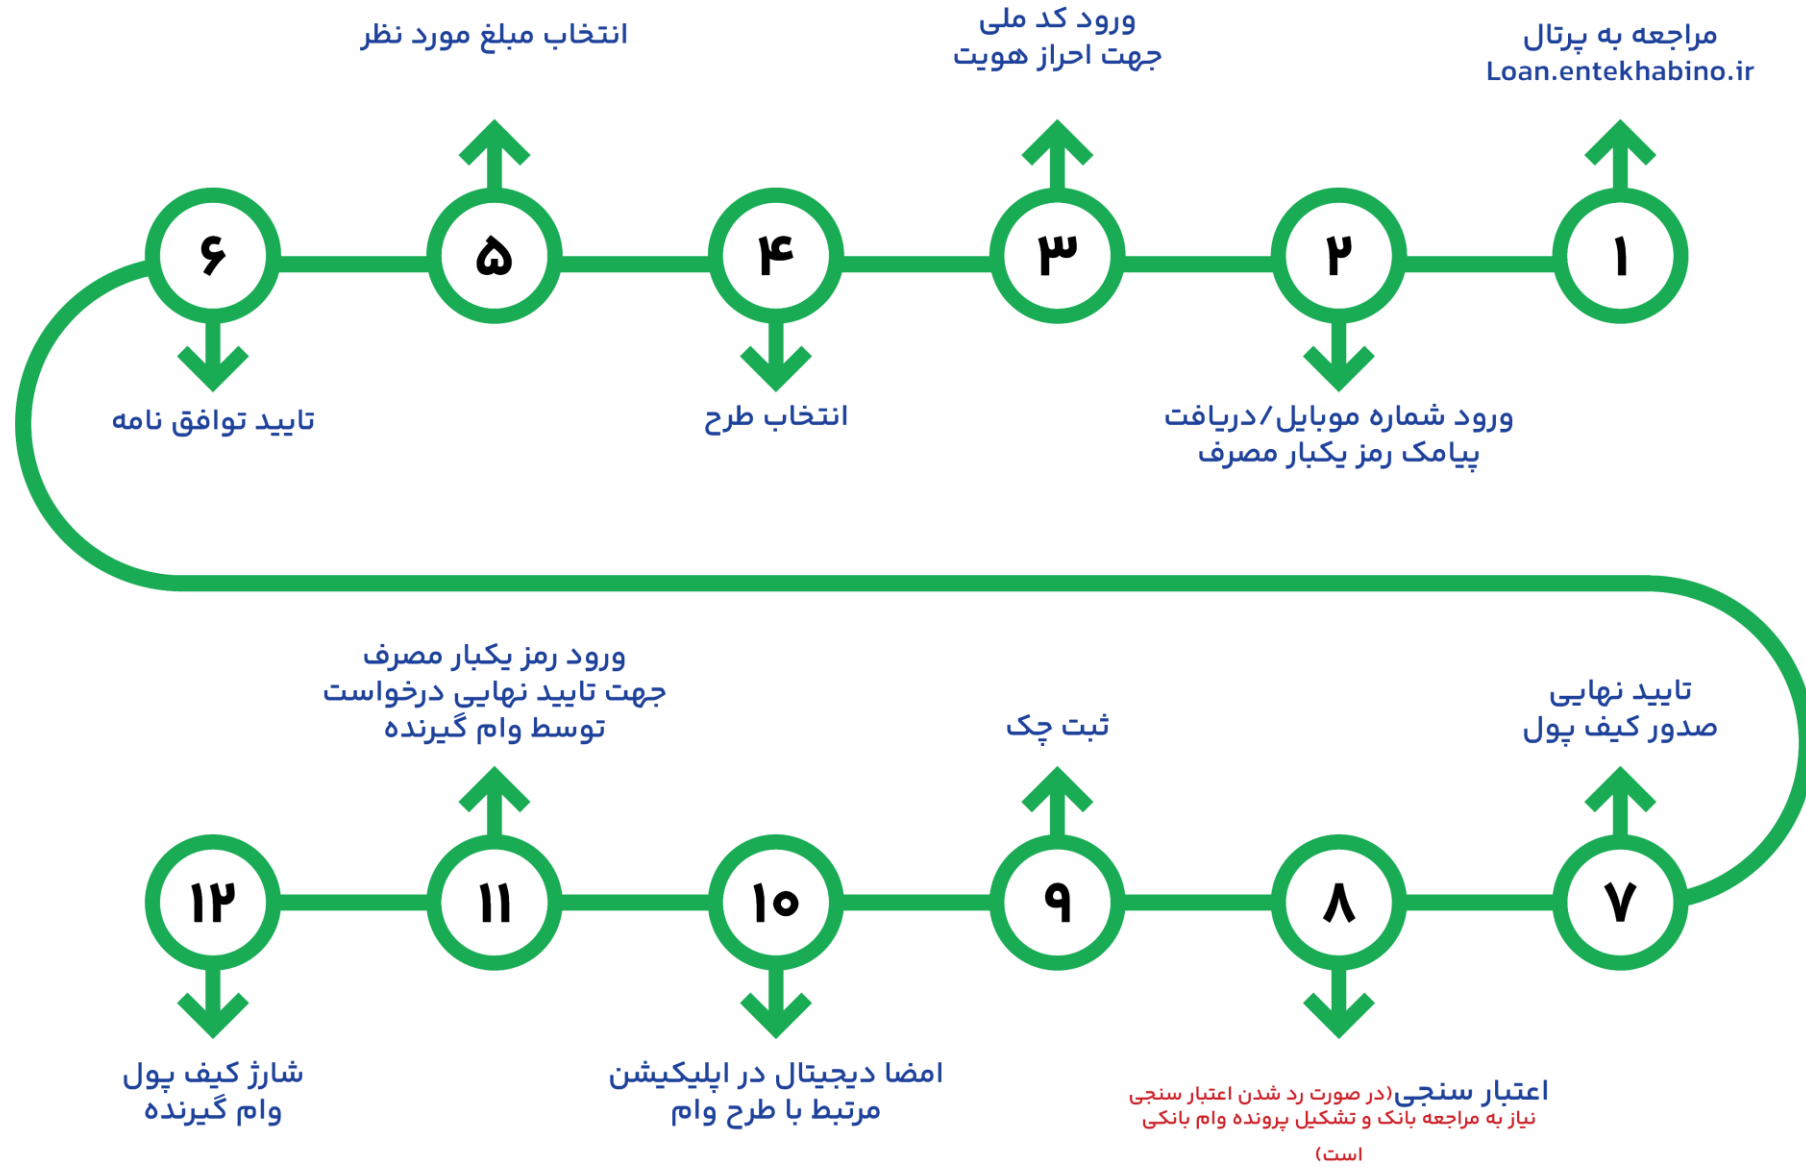 مراجعه به پرتال
Loan.entekhabino.ir
۱
ورود شماره موبایل/دریافت
پیامک رمز یکبار مصرف
۲
ورود کد ملی
جهت احراز هویت
۳
انتخاب طرح
۴
انتخاب مبلغ مورد نظر
۵
تایید توافق نامه
۶
تایید نهایی
صدور کیف پول
۷
اعتبار سنجی(در صورت رد شدن اعتبار سنجی
نیاز به مراجعه بانک و تشکیل پرونده وام بانکی
است)
۸
ثبت چک
۹
امضا دیجیتال در اپلیکیشن
مرتبط با طرح وام
۱۰
ورود رمز یکبار مصرف
جهت تایید نهایی درخواست
توسط وام گیرنده
۱۱
شارژ کیف پول
وام گیرنده
۱۲